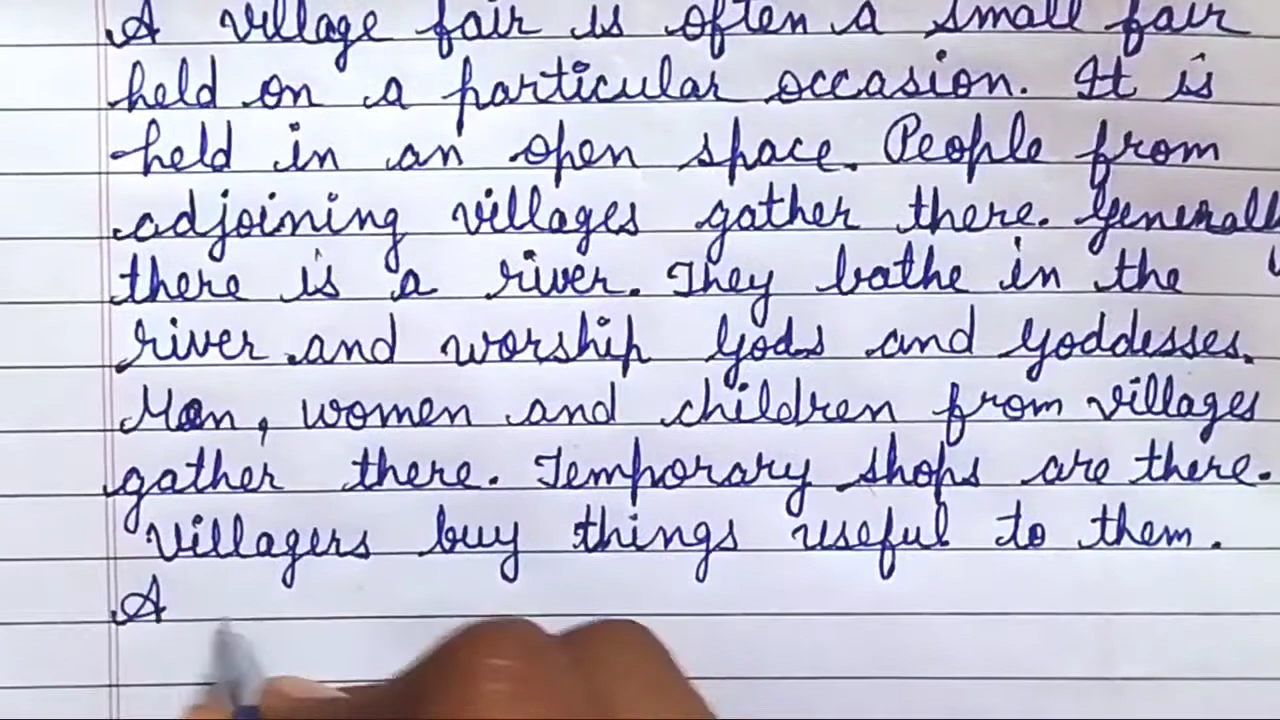 A village fair is often a small fair
held on a particular occasion. It is
held in an open space. People from
adjoining villages gather there. Generally
there is a river. They bathe in the
river and worship Gods and Goddesses.
Men, women and children from villages
gather there. Temporary shops are there.
Villagers buy things useful to them.
A